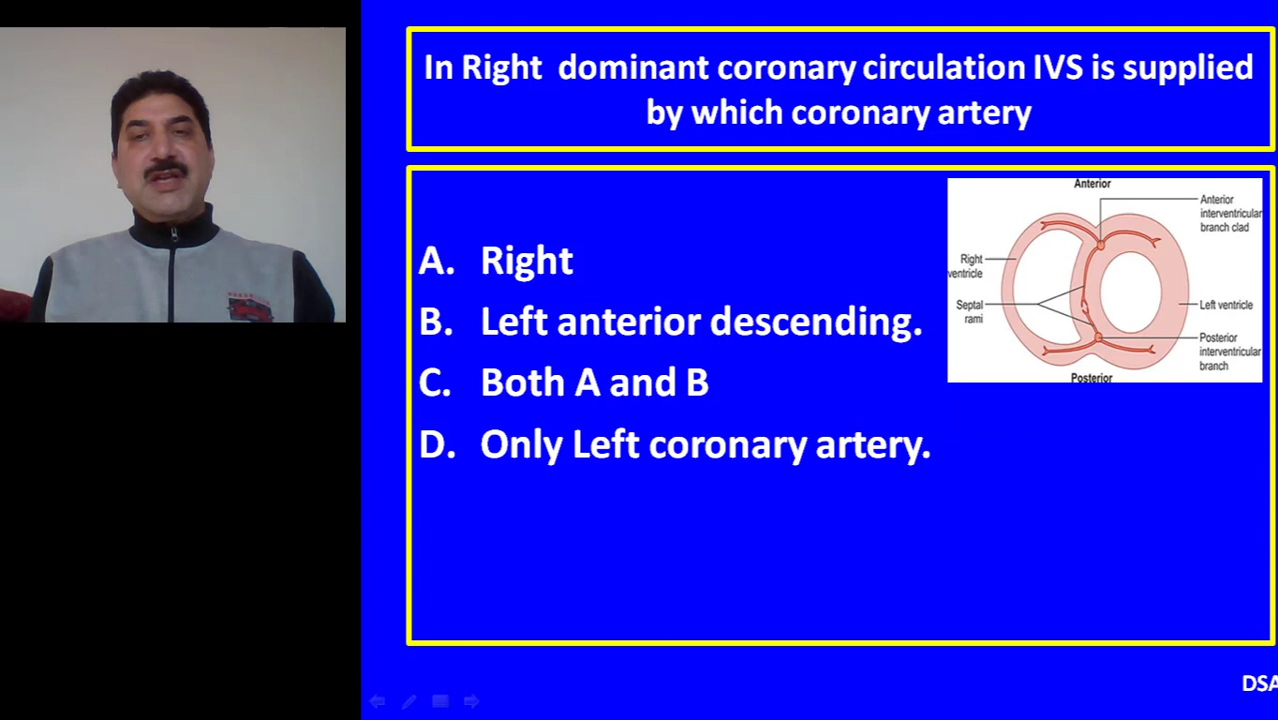 In Right dominant coronary circulation IVS is supplied
by which coronary artery
A. Right
B. Left anterior descending.
C. Both A and B
D. Only Left coronary artery.
Anterior
Anterior
interventricular
branch clad
Right
ventricle
Septal
rami
Left ventricle
Posterior
interventricular
branch
Posterior
DSA